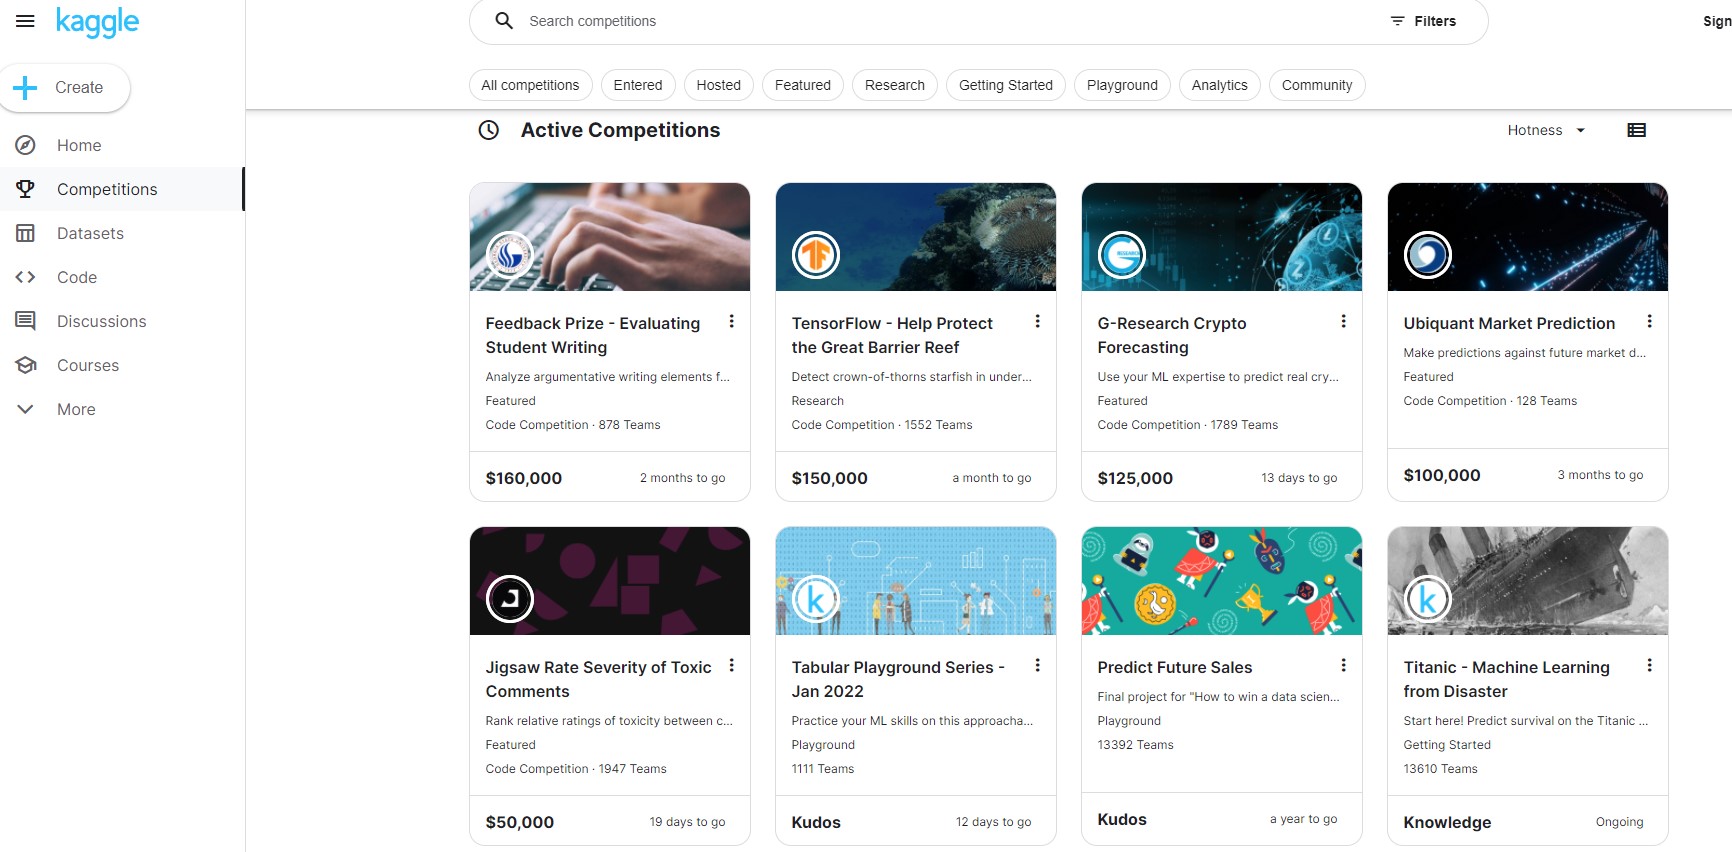 kaggle
Search competitions
Filters
Sign
Create
All competitions
Entered
Hosted
Featured
Research
Getting Started
Playground
Analytics
Community
Home
Competitions
Datasets
Code
Discussions
Courses
More
Active Competitions
Hotness
Feedback Prize - Evaluating
Student Writing
Analyze argumentative writing elements f...
Featured
Code Competition · 878 Teams
$160,000
2 months to go
TF
TensorFlow - Help Protect
the Great Barrier Reef
Detect crown-of-thorns starfish in under...
Research
Code Competition · 1552 Teams
$150,000
a month to go
G RESEARCH
G-Research Crypto
Forecasting
Use your ML expertise to predict real cry...
Featured
Code Competition · 1789 Teams
$125,000
13 days to go
Ubiquant Market Prediction
Make predictions against future market d...
Featured
Code Competition · 128 Teams
$100,000
3 months to go
Jigsaw Rate Severity of Toxic
Comments
Rank relative ratings of toxicity between c...
Featured
Code Competition · 1947 Teams
$50,000
19 days to go
k
Tabular Playground Series -
Jan 2022
Practice your ML skills on this approacha...
Playground
1111 Teams
Kudos
12 days to go
Predict Future Sales
Final project for "How to win a data scien...
Playground
13392 Teams
Kudos
a year to go
k
Titanic - Machine Learning
from Disaster
Start here! Predict survival on the Titanic ...
Getting Started
13610 Teams
Knowledge
Ongoing